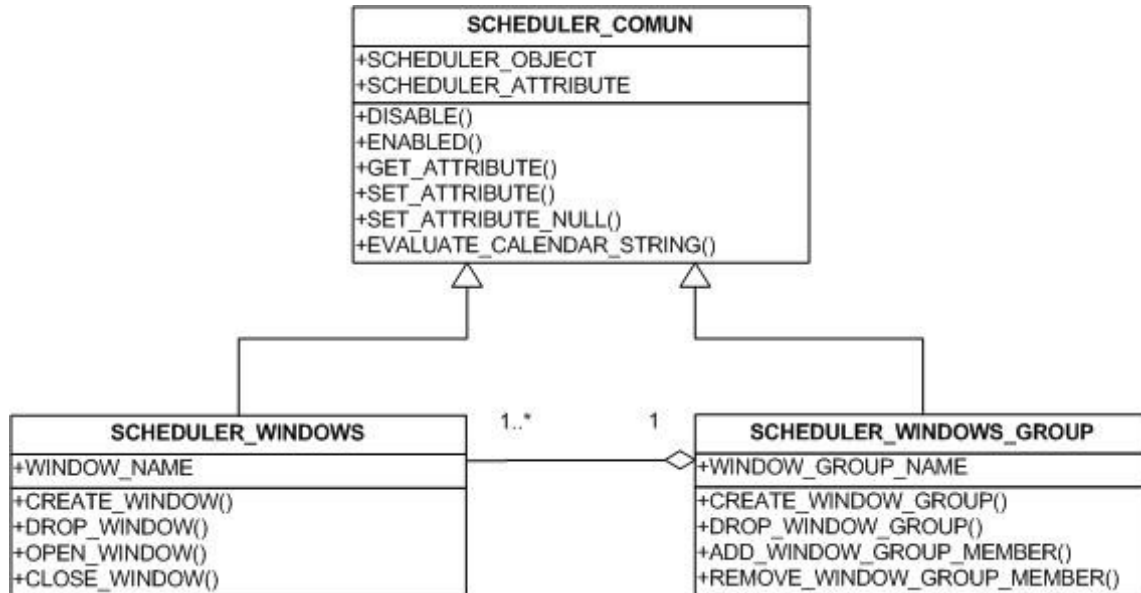 SCHEDULER_COMUN
+SCHEDULER_OBJECT
+SCHEDULER_ATTRIBUTE
+DISABLE()
+ENABLED()
+GET_ATTRIBUTE()
+SET_ATTRIBUTE()
+SET_ATTRIBUTE_NULL()
+EVALUATE_CALENDAR_STRING()
1..* 1
SCHEDULER_WINDOWS
+WINDOW_NAME
+CREATE_WINDOW()
+DROP_WINDOW()
+OPEN_WINDOW()
+CLOSE_WINDOW()
SCHEDULER_WINDOWS_GROUP
+WINDOW_GROUP_NAME
+CREATE_WINDOW_GROUP()
+DROP_WINDOW_GROUP()
+ADD_WINDOW_GROUP_MEMBER()
+REMOVE_WINDOW_GROUP_MEMBER()